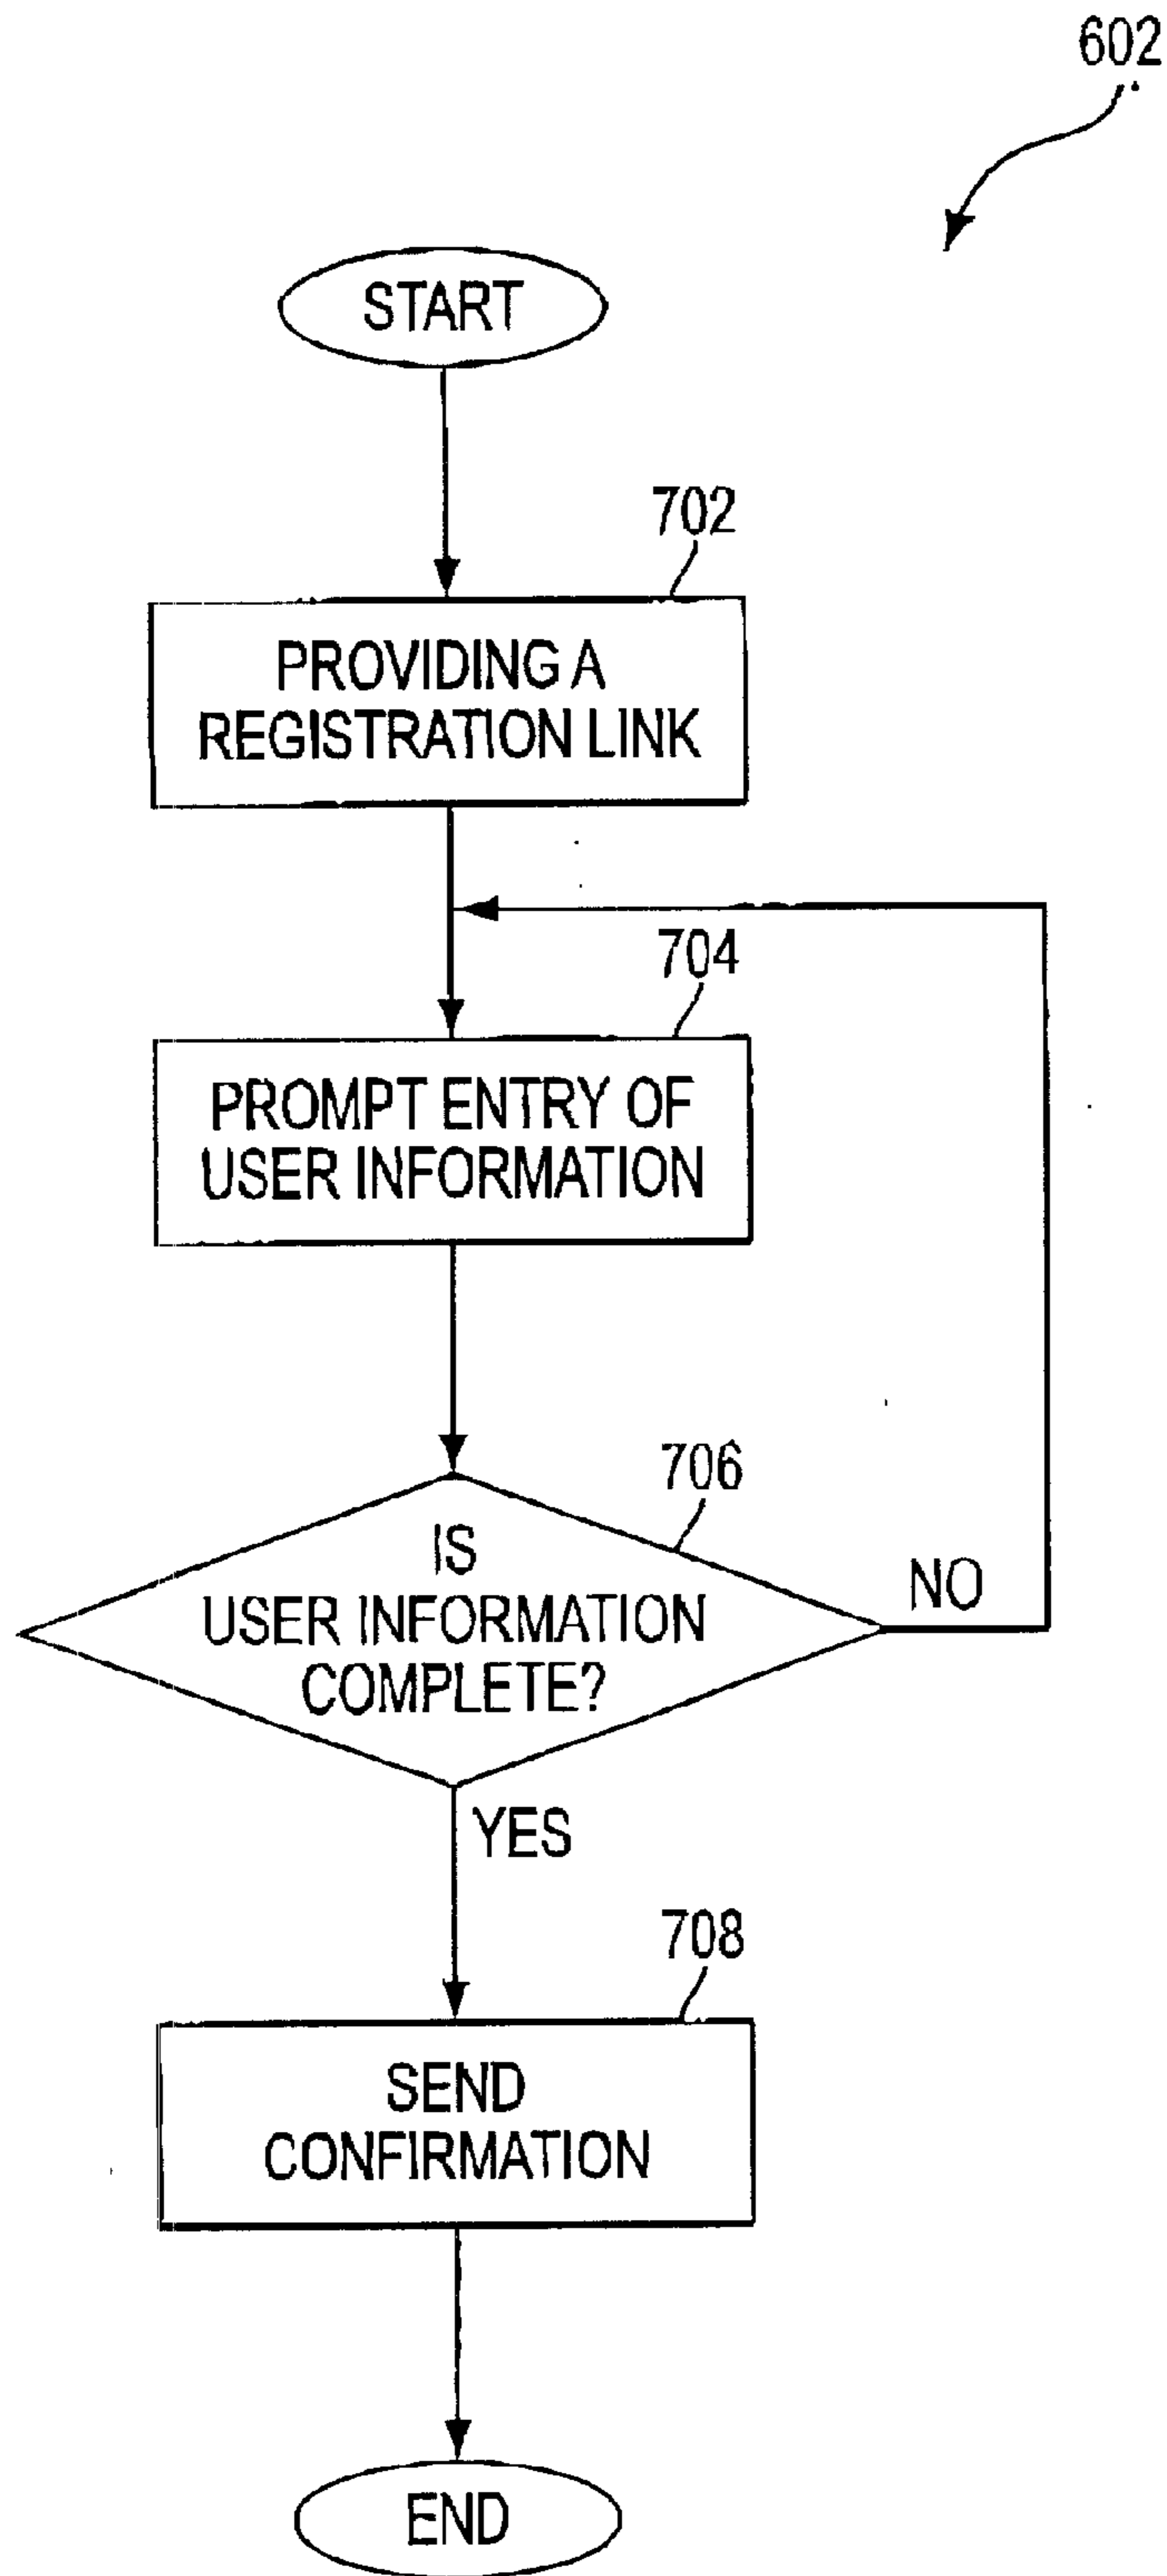 602
START
702
PROVIDING A
REGISTRATION LINK
704
PROMPT ENTRY OF
USER INFORMATION
706
IS
USER INFORMATION
COMPLETE?
NO
YES
708
SEND
CONFIRMATION
END